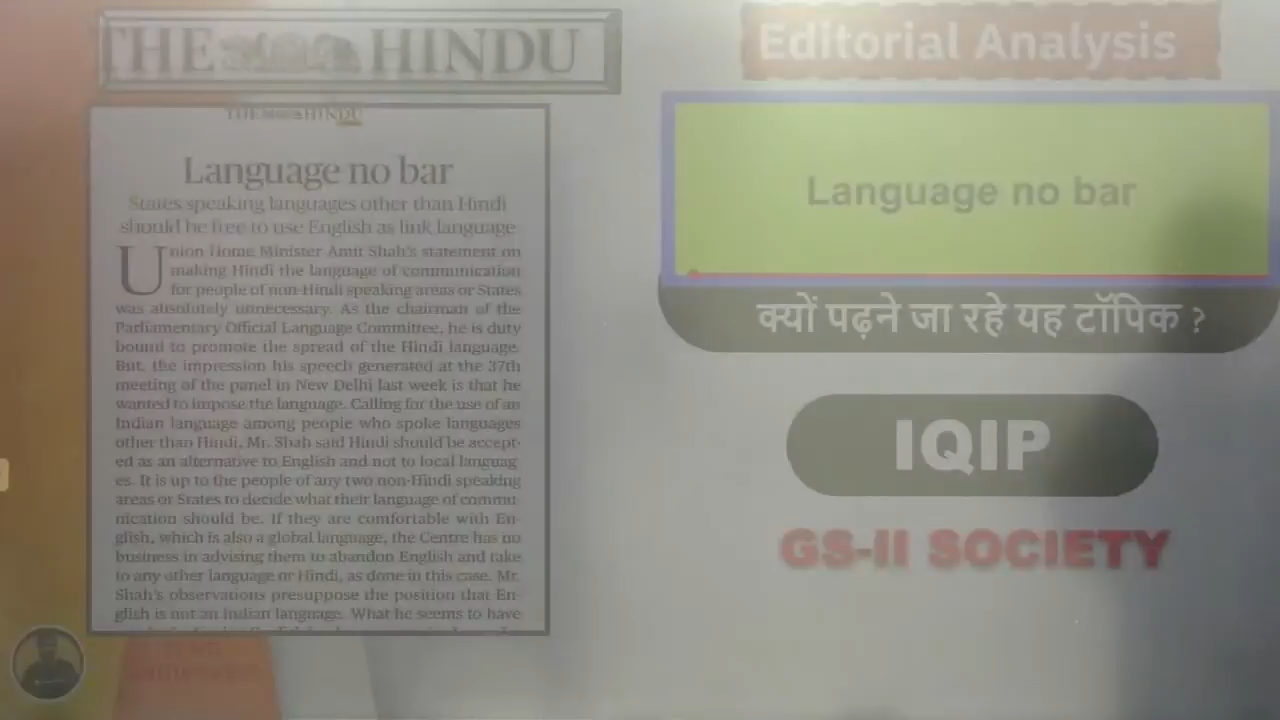 THE HINDU
Editorial Analysis
THE HINDU
Language no bar
States speaking languages other than Hindi
should be free to use English as link language
Union Home Minister Amit Shah's statement on
making Hindi the language of communication
for people of non-Hindi speaking areas or States
was absolutely unnecessary. As the chairman of the
Parliamentary Official Language Committee, he is duty
bound to promote the spread of the Hindi language.
But, the impression his speech generated at the 37th
meeting of the panel in New Delhi last week is that he
wanted to impose the language. Calling for the use of an
Indian language among people who spoke languages
other than Hindi, Mr. Shah said Hindi should be accept-
ed as an alternative to English and not to local languag
es. It is up to the people of any two non-Hindi speaking
areas or States to decide what their language of commu
nication should be. If they are comfortable with En-
glish, which is also a global language, the Centre has no
business in advising them to abandon English and take
to any other language or Hindi, as done in this case. Mr.
Shah's observations presuppose the position that En-
glish is not an Indian language. What he seems to have
Language no bar
क्यों पढ़ने जा रहे यह टॉपिक ?
IQIP
GS-II SOCIETY